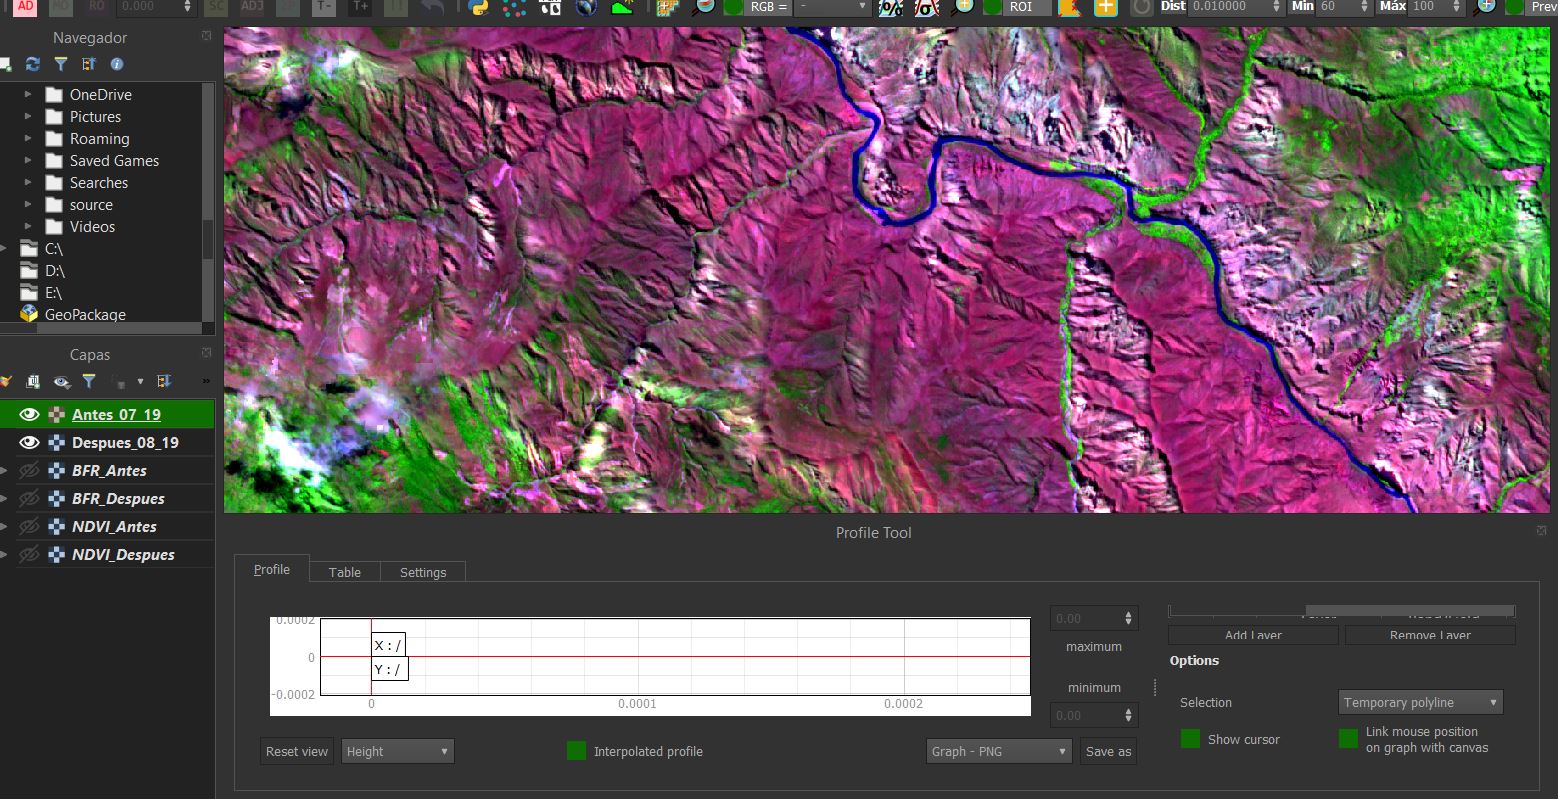 AD MO RO 0.000 SC ADJ 2P T- T+ !! RGB = - ROI Dist 0.010000 Min 60 Máx 100 Prev
Navegador
OneDrive
Pictures
Roaming
Saved Games
Searches
source
Videos
C:\
D:\
E:\
GeoPackage
Capas
»
Antes_07_19
Despues_08_19
BFR_Antes
BFR_Despues
NDVI_Antes
NDVI_Despues
Profile Tool
Profile Table Settings
0.0002
0
-0.0002
X : /
Y : /
0 0.0001 0.0002
0.00
maximum
minimum
0.00
Add Layer Remove Layer
Options
Selection Temporary polyline
Show cursor
Link mouse position
on graph with canvas
Reset view Height Interpolated profile Graph - PNG Save as